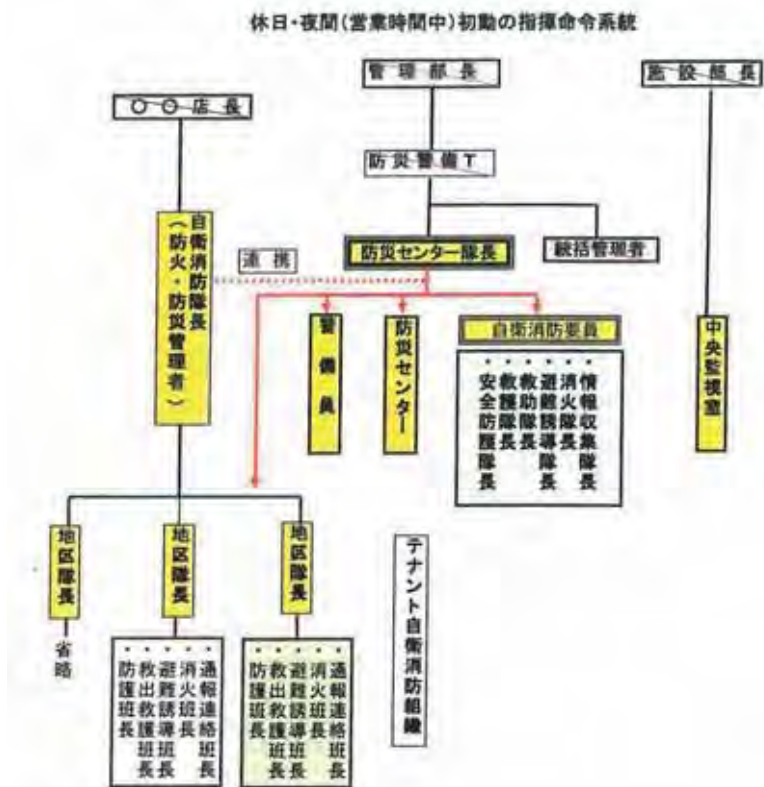 休日・夜間(営業時間中)初動の指揮命令系統
管理部長
施設部長
〇〇店長
防災警備T
自衛消防隊長
(防火・防災管理者)
連携
防災センター隊長
統括管理者
警備員
防災センター
自衛消防要員
・情報収集隊長
・消火隊長
・避難誘導隊長
・救助隊長
・救護隊長
・安全防護隊長
中央監視室
地区隊長
省略
地区隊長
・通報連絡班長
・消火班長
・避難誘導班長
・救出救護班長
・防護班長
地区隊長
・通報連絡班長
・消火班長
・避難誘導班長
・救出救護班長
・防護班長
テナント自衛消防組織